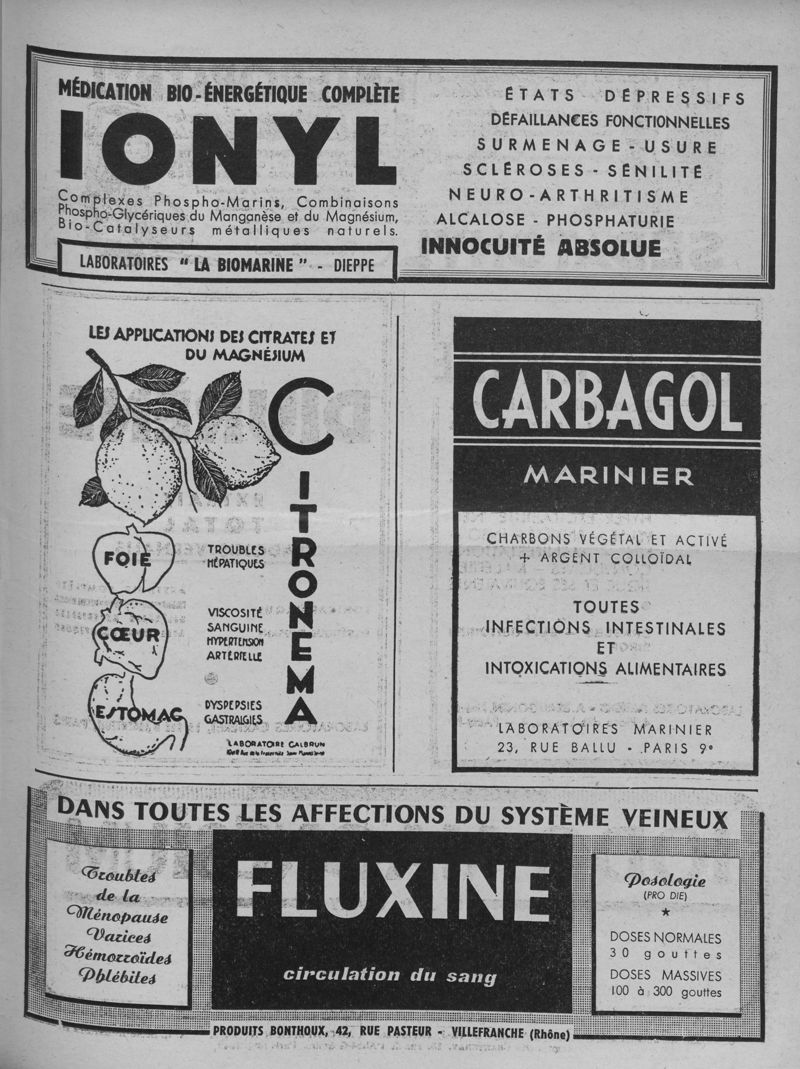 MÉDICATION BIO-ÉNERGÉTIQUE COMPLÈTE
IONYL
Complexes Phospho-Marins, Combinaisons
Phospho-Glycériques du Manganèse et du Magnésium,
Bio-Catalyseurs métalliques naturels.
LABORATOIRES "LA BIOMARINE" - DIEPPE
ÉTATS DÉPRESSIFS
DÉFAILLANCES FONCTIONNELLES
SURMENAGE - USURE
SCLÉROSES - SÉNILITÉ
NEURO-ARTHRITISME
ALCALOSE - PHOSPHATURIE
INNOCUITÉ ABSOLUE
LES APPLICATIONS DES CITRATES ET
DU MAGNÉSIUM
CITRONEMA
FOIE
TROUBLES
HÉPATIQUES
CŒUR
VISCOSITÉ
SANGUINE
HYPERTENSION
ARTÉRIELLE
ESTOMAC
DYSPEPSIES
GASTRALGIES
LABORATOIRE GALBRUN
CARBAGOL
MARINIER
CHARBONS VÉGÉTAL ET ACTIVÉ
+ ARGENT COLLOÏDAL
TOUTES
INFECTIONS INTESTINALES
ET
INTOXICATIONS ALIMENTAIRES
LABORATOIRES MARINIER
23, RUE BALLU - PARIS 9e
DANS TOUTES LES AFFECTIONS DU SYSTÈME VEINEUX
Troubles
de la
Ménopause
Varices
Hémorroïdes
Phlébites
FLUXINE
circulation du sang
Posologie
(PRO DIE)
DOSES NORMALES
30 gouttes
DOSES MASSIVES
100 à 300 gouttes
PRODUITS BONTHOUX, 42, RUE PASTEUR - VILLEFRANCHE (Rhône)